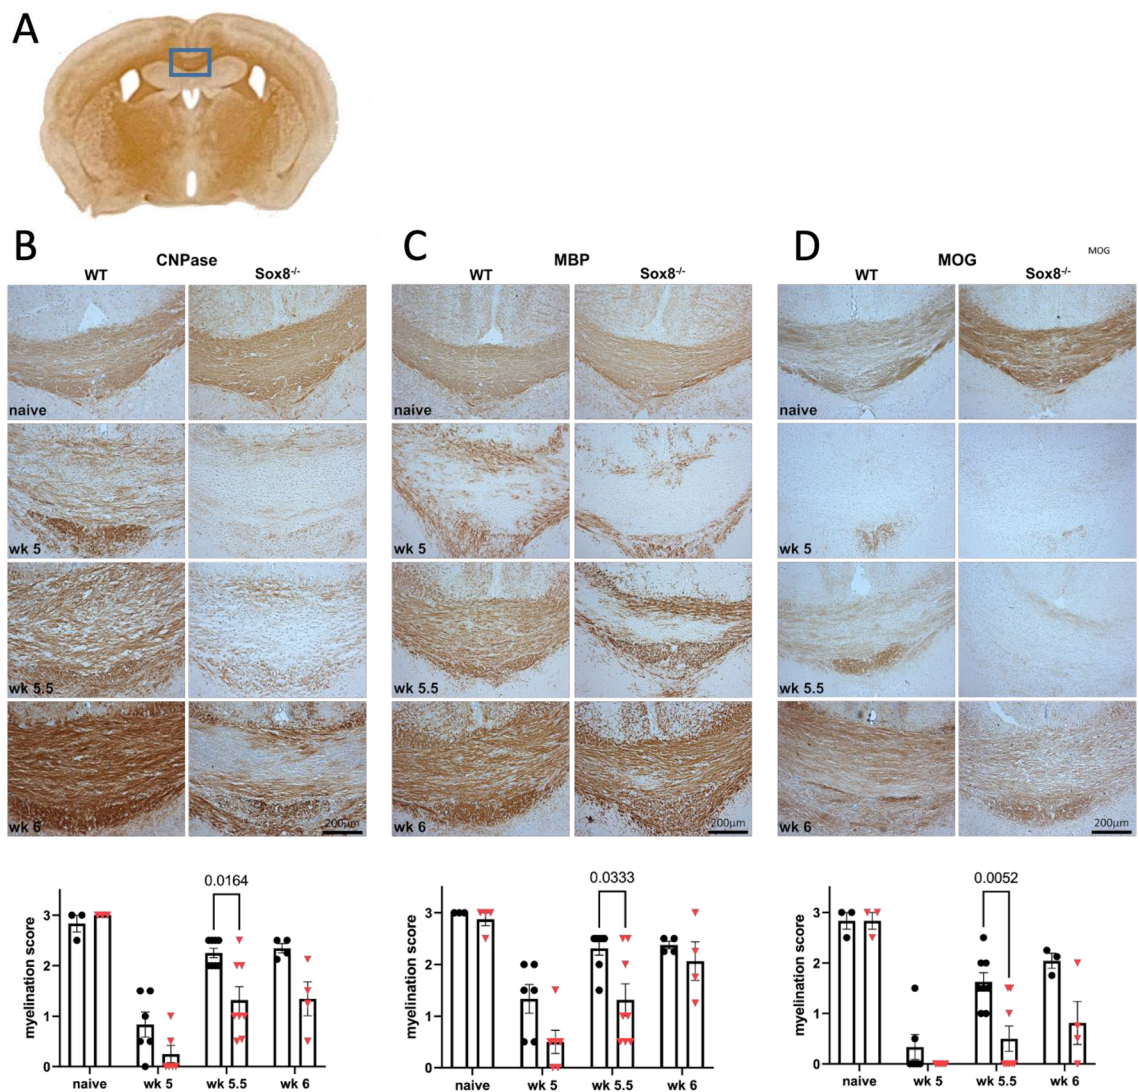 A
B
CNPase
WT Sox8-/-
naive
wk 5
wk 5.5
wk 6
200µm
0.0164
myelination score
3
2
1
0
naive wk 5 wk 5.5 wk 6
C
MBP
WT Sox8-/-
naive
wk 5
wk 5.5
wk 6
200µm
0.0333
myelination score
3
2
1
0
naive wk 5 wk 5.5 wk 6
D
MOG
MOG
WT Sox8-/-
naive
wk 5
wk 5.5
wk 6
200µm
0.0052
myelination score
3
2
1
0
naive wk 5 wk 5.5 wk 6